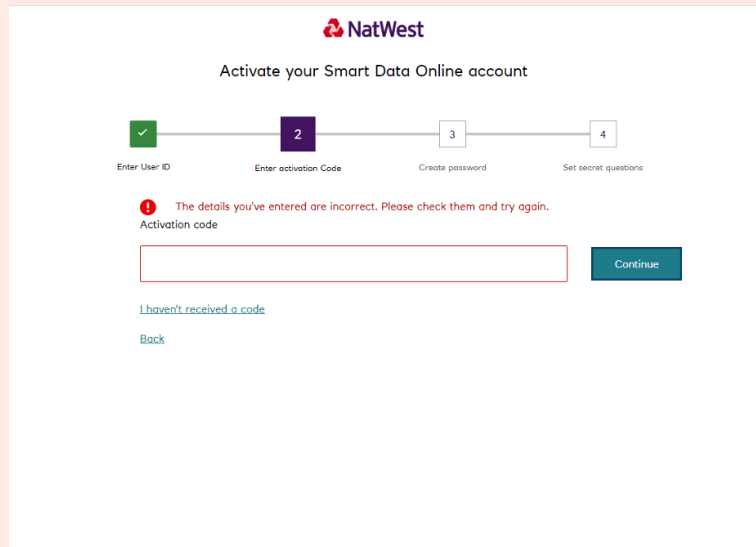 NatWest
Activate your Smart Data Online account
2
3
4
Enter User ID
Enter activation Code
Create password
Set secret questions
! The details you've entered are incorrect. Please check them and try again.
Activation code
Continue
I haven't received a code
Back